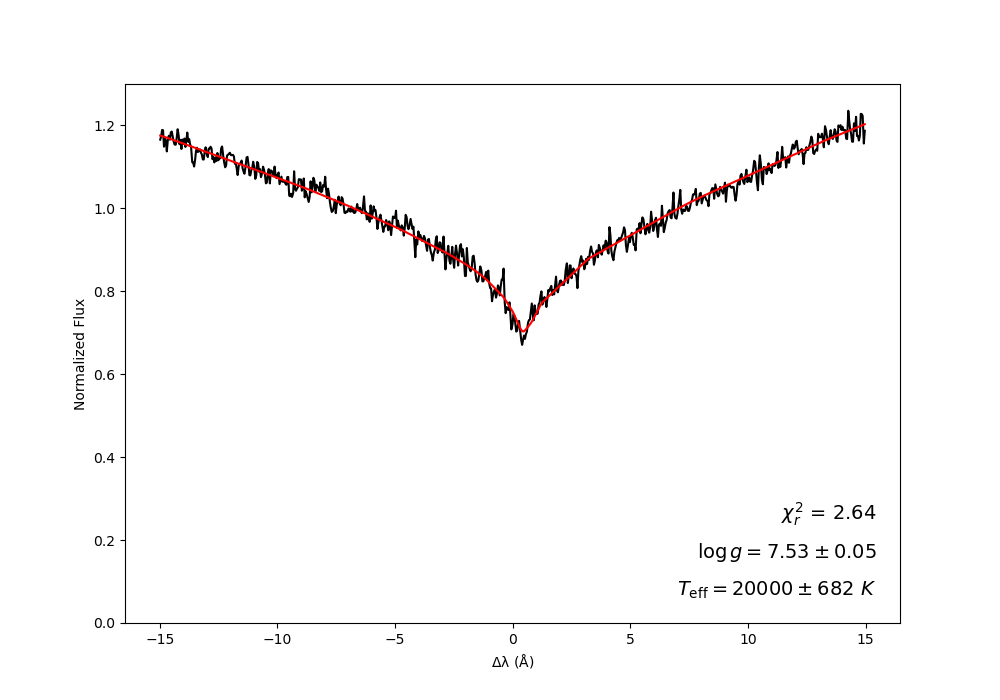 1.2
1.0
0.8
0.6
0.4
0.2
0.0
Normalized Flux
χ²ᵣ = 2.64
log g = 7.53 ± 0.05
T_eff = 20000 ± 682 K
−15 −10 −5 0 5 10 15
Δλ (Å)